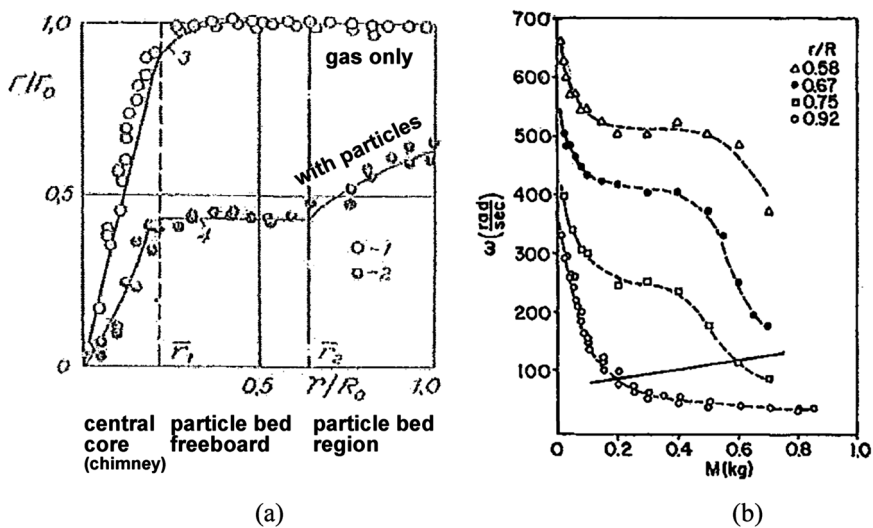 1,0
Γ/Γ₀
0,5
0
3
gas only
with particles
4
o-1
o-2
r̅₁
0,5
r̅₂
r/R₀
1,0
central core (chimney)
particle bed freeboard
particle bed region
(a)
700
600
500
400
300
200
100
0
ω(rad/sec)
r/R
△ 0.58
● 0.67
□ 0.75
○ 0.92
0
0.2
0.4
0.6
0.8
1.0
M(kg)
(b)